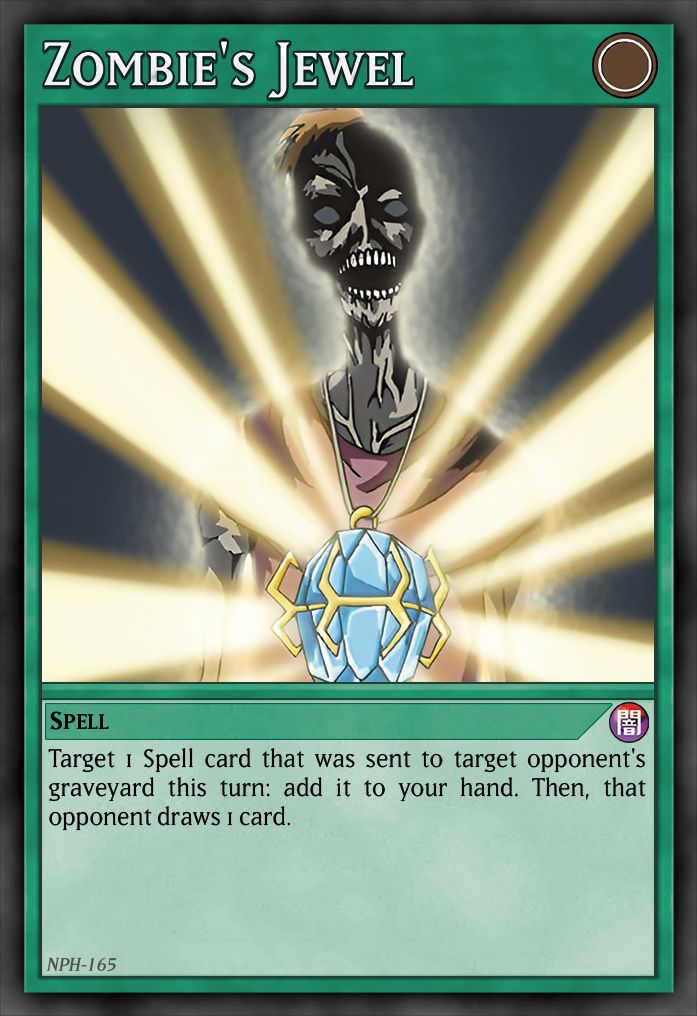 Zombie's Jewel
Spell
闇
Target 1 Spell card that was sent to target opponent's
graveyard this turn: add it to your hand. Then, that
opponent draws 1 card.
NPH-165